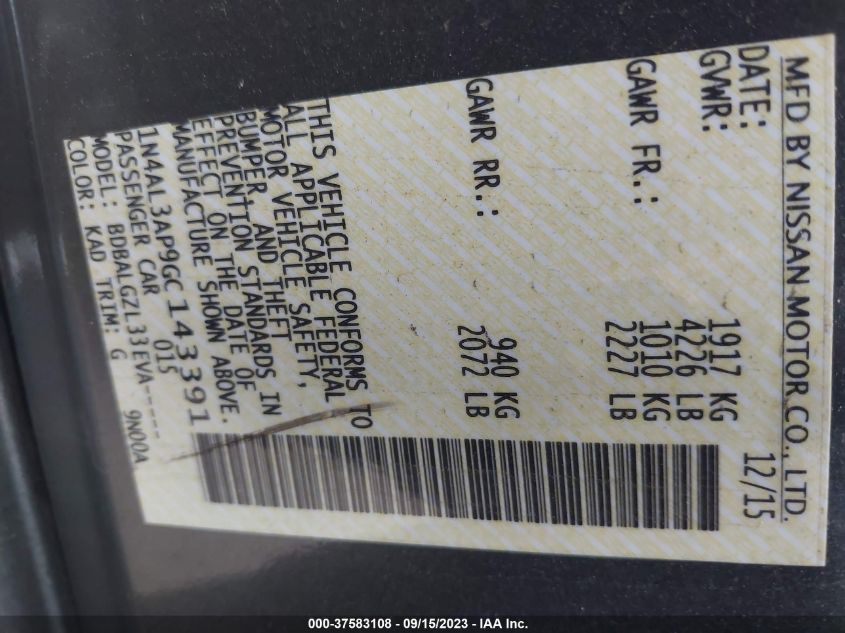 MFD BY NISSAN MOTOR CO., LTD.
DATE: 12/15
GVWR: 1917 KG
4226 LB
GAWR FR.: 1010 KG
2227 LB
GAWR RR.: 940 KG
2072 LB
THIS VEHICLE CONFORMS TO
ALL APPLICABLE FEDERAL
MOTOR VEHICLE SAFETY,
BUMPER AND THEFT
PREVENTION STANDARDS IN
EFFECT ON THE DATE OF
MANUFACTURE SHOWN ABOVE.
1N4AL3AP9GC143391
PASSENGER CAR 015
MODEL: BDBALGZL33EVA-----
COLOR: KAD TRIM: G 9N00A
000-37583108 - 09/15/2023 - IAA Inc.